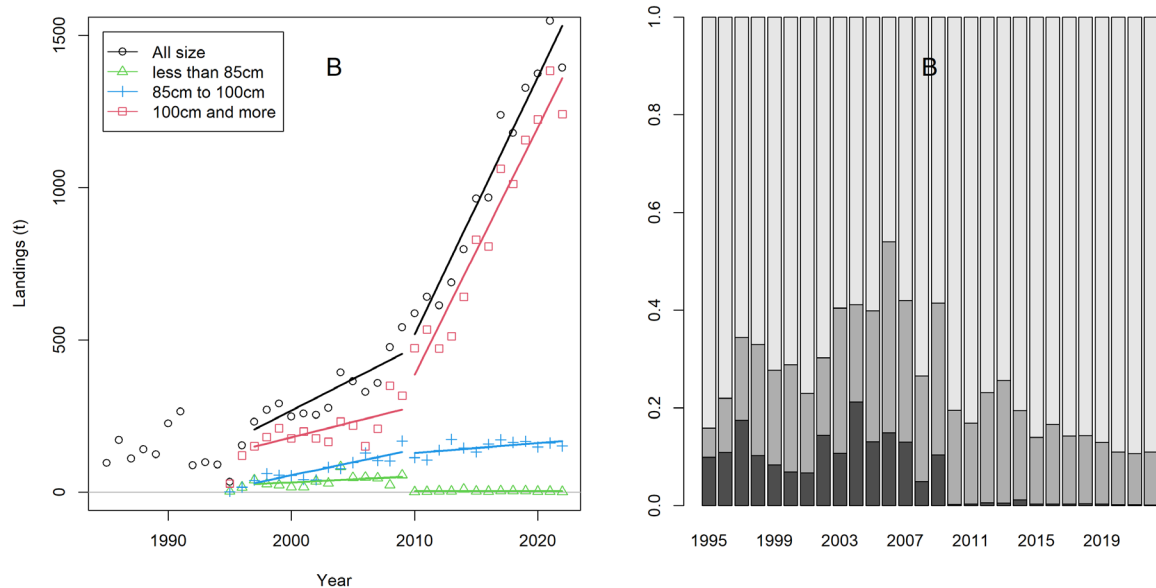 All size
less than 85cm
85cm to 100cm
100cm and more
B
1500
1000
500
0
Landings (t)
1990
2000
2010
2020
Year
B
1.0
0.8
0.6
0.4
0.2
0.0
1995
1999
2003
2007
2011
2015
2019